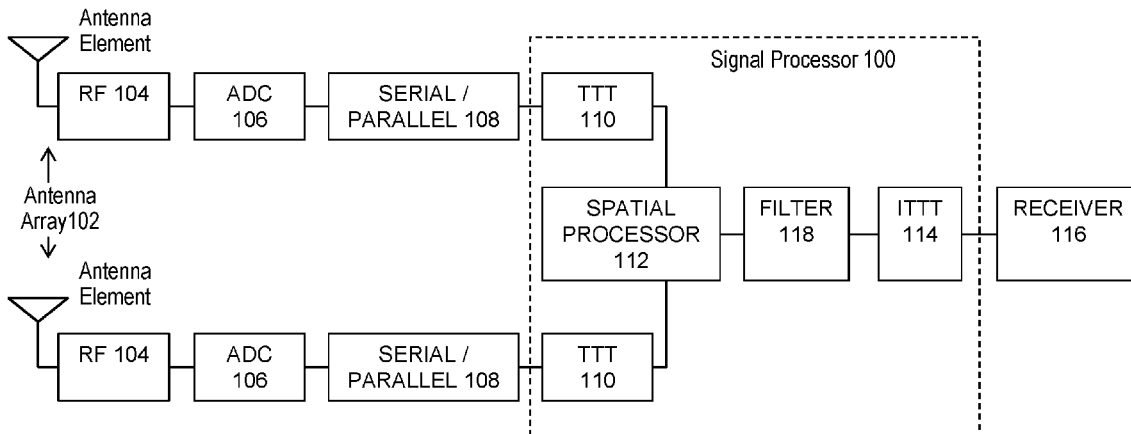 Antenna
Element
Signal Processor 100
RF 104
ADC
106
SERIAL /
PARALLEL 108
TTT
110
Antenna
Array102
SPATIAL
PROCESSOR
112
FILTER
118
ITTT
114
RECEIVER
116
Antenna
Element
RF 104
ADC
106
SERIAL /
PARALLEL 108
TTT
110